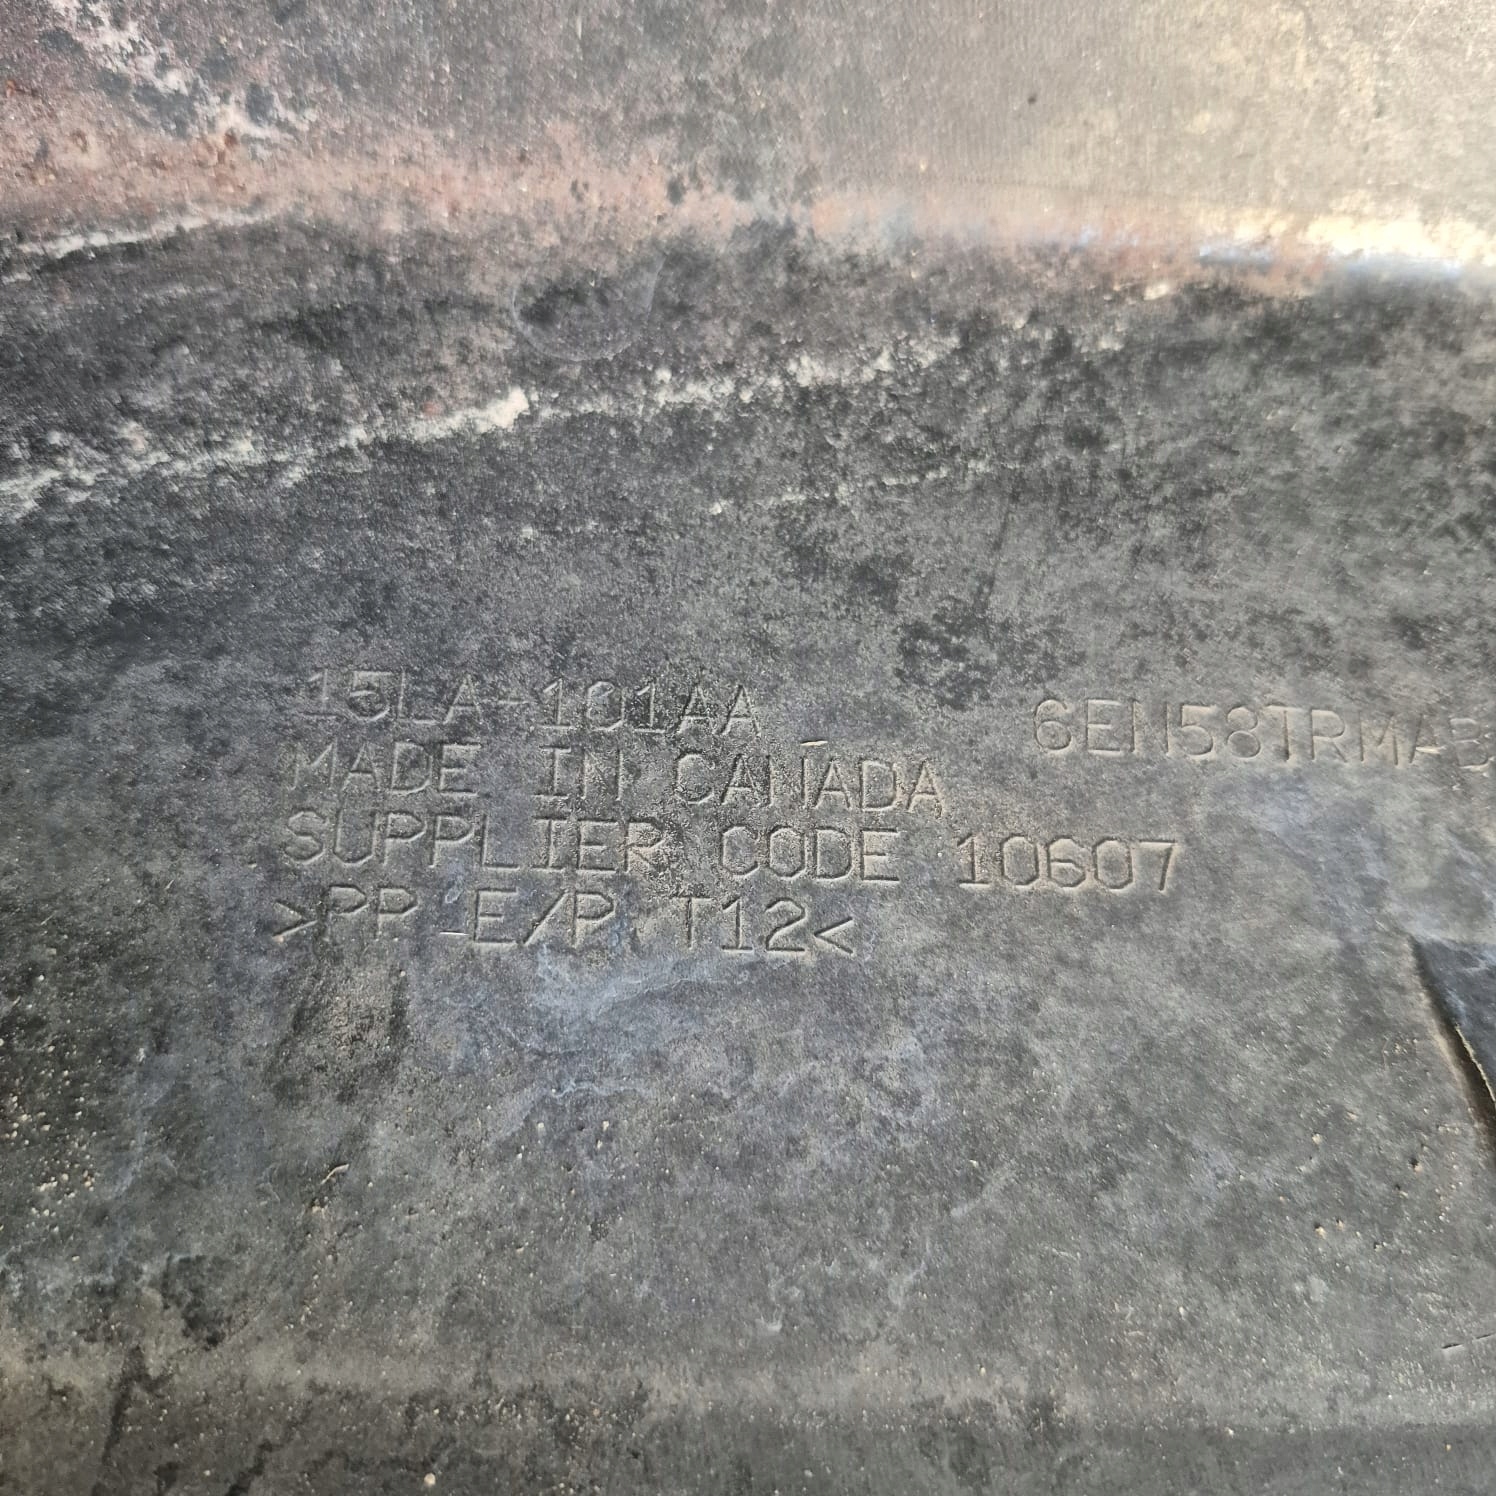 15LA-101AA
MADE IN CANADA
SUPPLIER CODE 10607
>PP E/P T12<
6EN58TRMAB